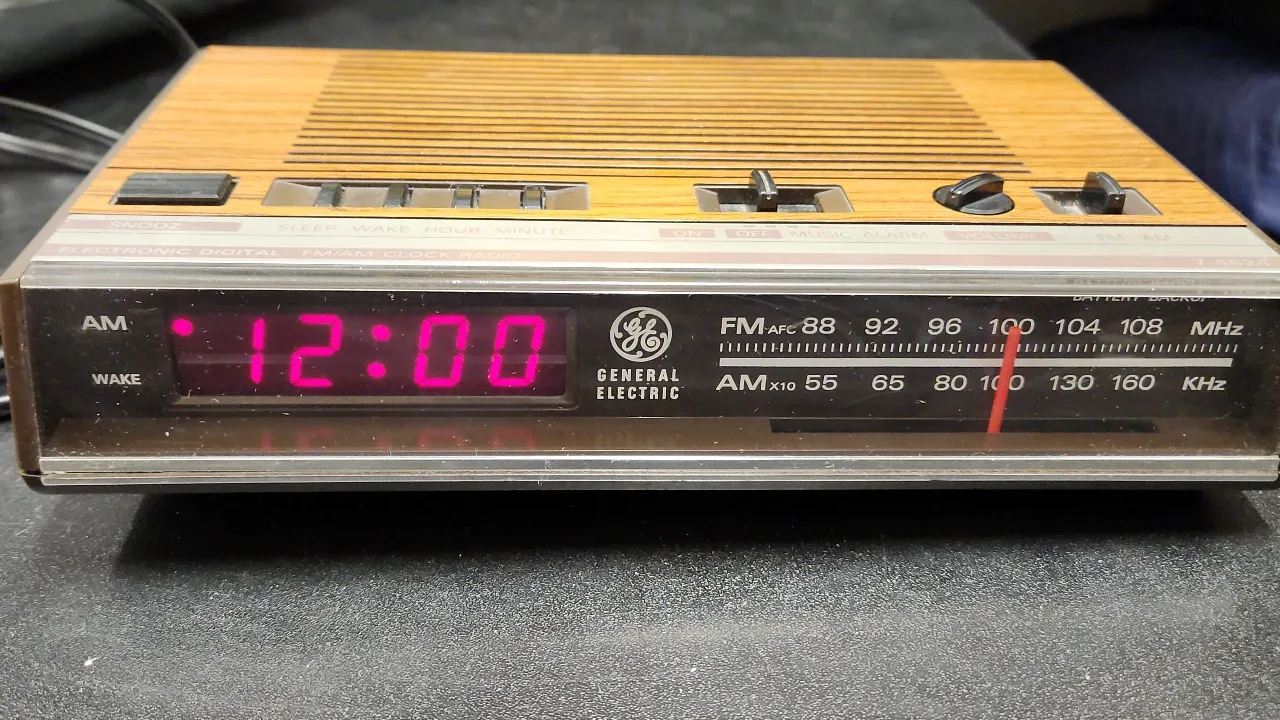 SNOOZ SLEEP WAKE HOUR MINUTE ON OFF MUSIC ALARM VOLUME FM AM
ELECTRONIC DIGITAL FM/AM CLOCK RADIO
BATTERY BACKUP
AM 12:00 GE FM AFC 88 92 96 100 104 108 MHz
WAKE GENERAL ELECTRIC AM X10 55 65 80 100 130 160 KHz